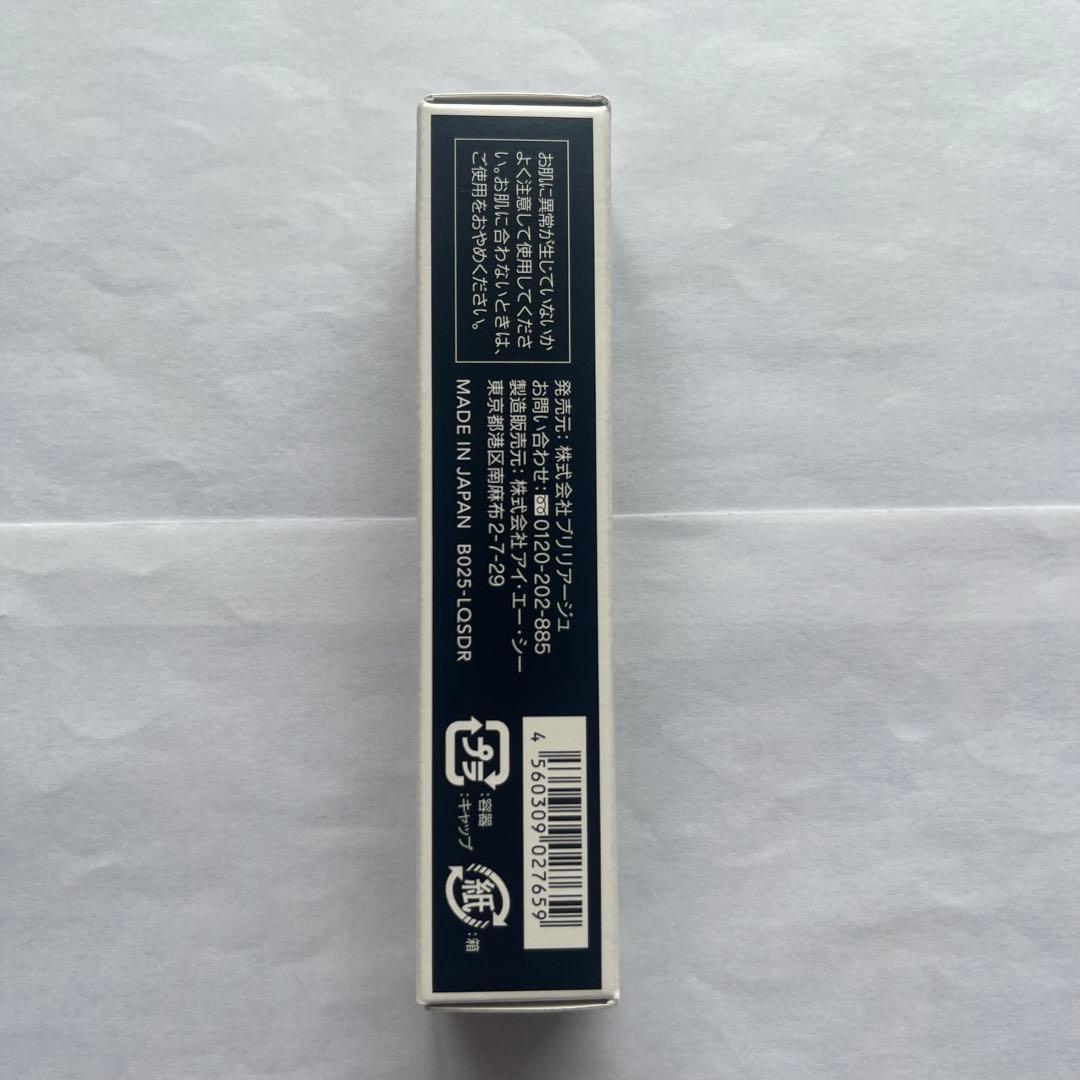 お肌に異常が生じていないか
よく注意して使用してくださ
い。お肌に合わないときは、
ご使用をおやめください。
発売元：株式会社ブリリアージュ
お問い合わせ：0120-202-885
製造販売元：株式会社アイ・エー・シー
東京都港区南麻布2-7-29
MADE IN JAPAN B025-LQSDR
4 560309 027659
プラ
：容器
：キャップ
紙
：箱